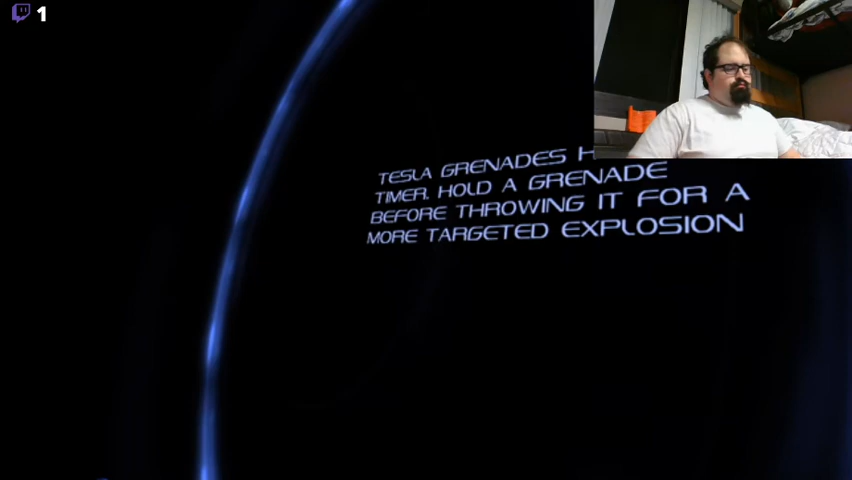 1
TESLA GRENADES
TIMER. HOLD A GRENADE
BEFORE THROWING IT FOR A
MORE TARGETED EXPLOSION